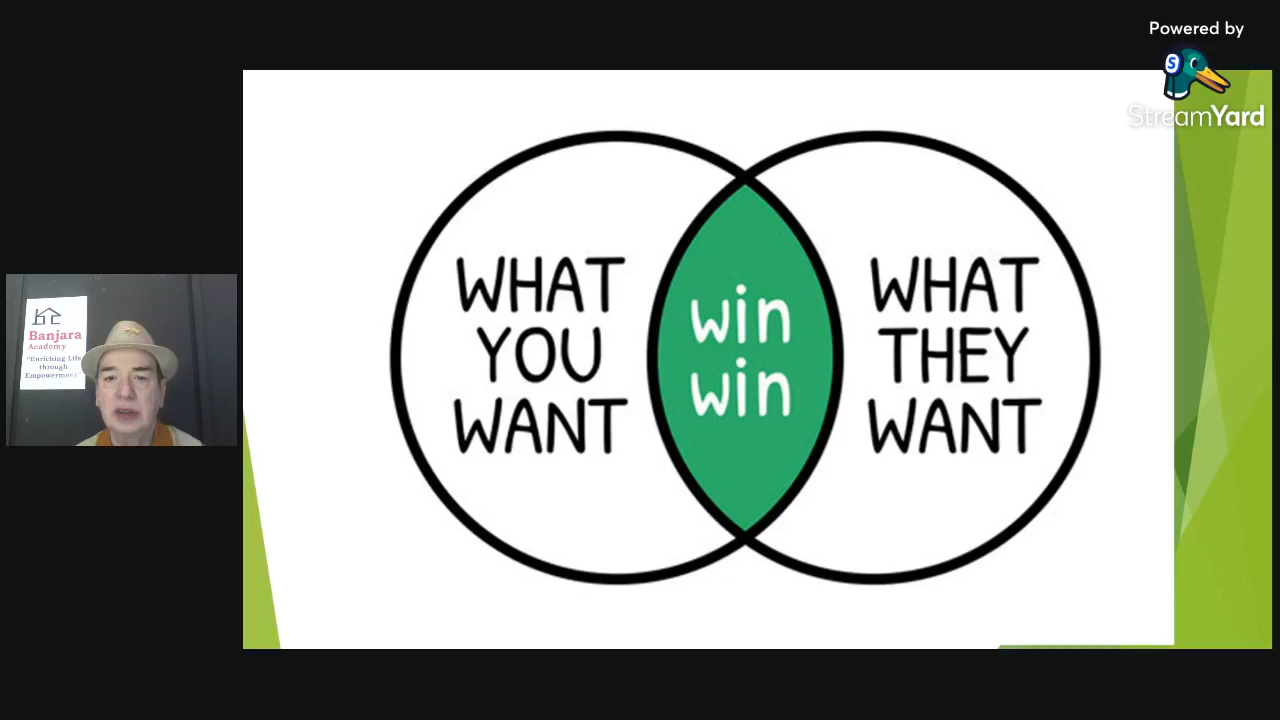 Powered by
StreamYard
Banjara
Academy
"Enriching Life
through
Empowerment"
WHAT
YOU
WANT
win
win
WHAT
THEY
WANT